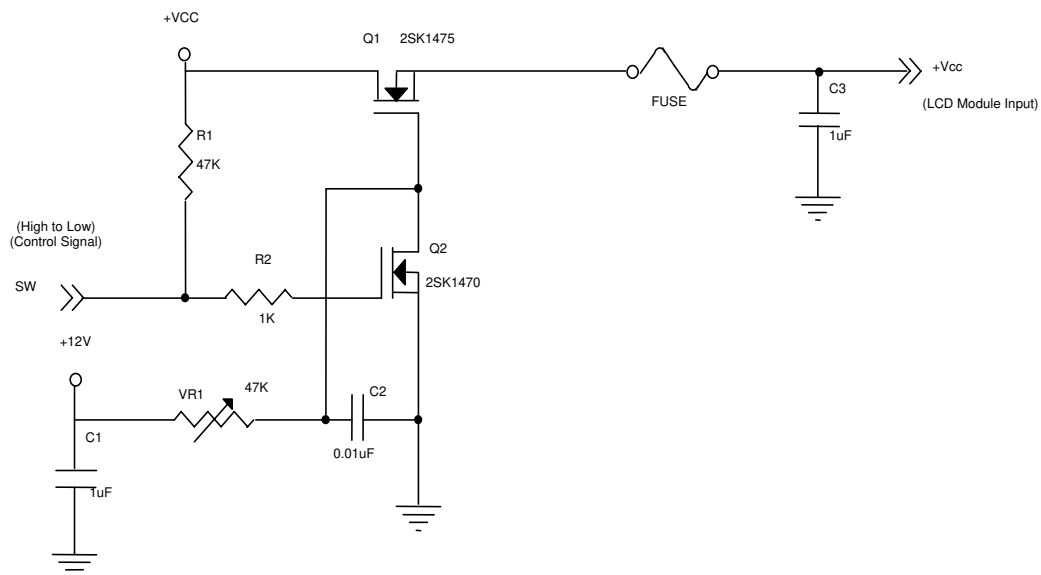 +VCC
Q1 2SK1475
+Vcc
FUSE
C3
(LCD Module Input)
R1
1uF
47K
(High to Low)
(Control Signal)
Q2
R2
2SK1470
SW
1K
+12V
VR1 47K
C2
C1
0.01uF
1uF